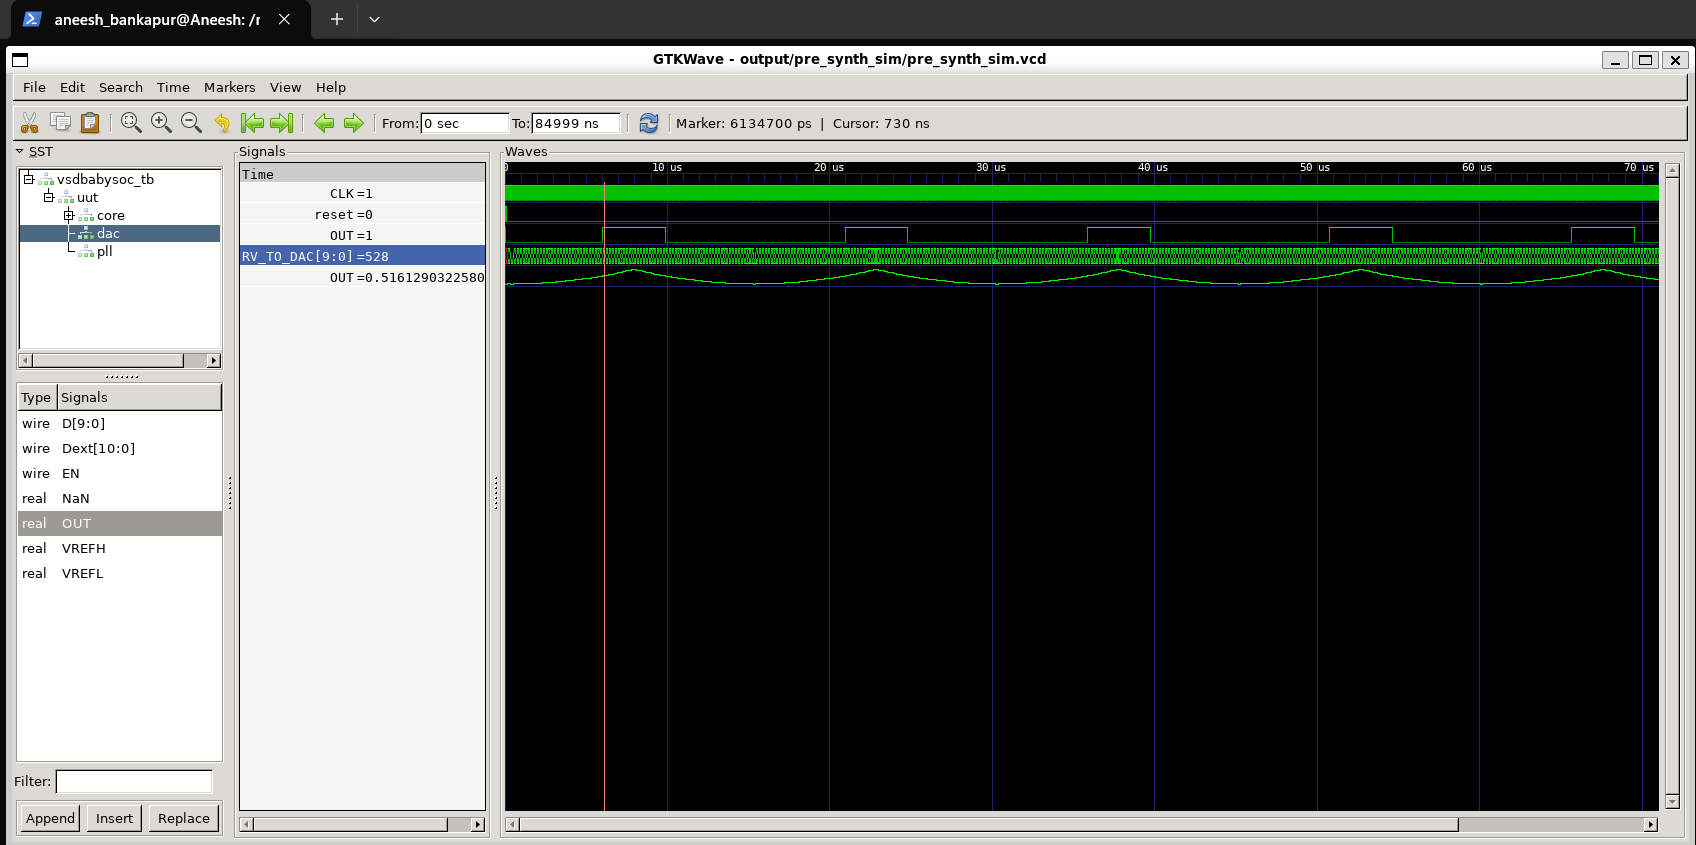 aneesh_bankapur@Aneesh: /r
GTKWave - output/pre_synth_sim/pre_synth_sim.vcd
File Edit Search Time Markers View Help
From: 0 sec To: 84999 ns Marker: 6134700 ps | Cursor: 730 ns
SST
vsdbabysoc_tb
uut
core
dac
pll
Type Signals
wire D[9:0]
wire Dext[10:0]
wire EN
real NaN
real OUT
real VREFH
real VREFL
Filter:
Append Insert Replace
Signals
Time
CLK=1
reset=0
OUT=1
RV_TO_DAC[9:0]=528
OUT=0.5161290322580
Waves
0 10 us 20 us 30 us 40 us 50 us 60 us 70 us